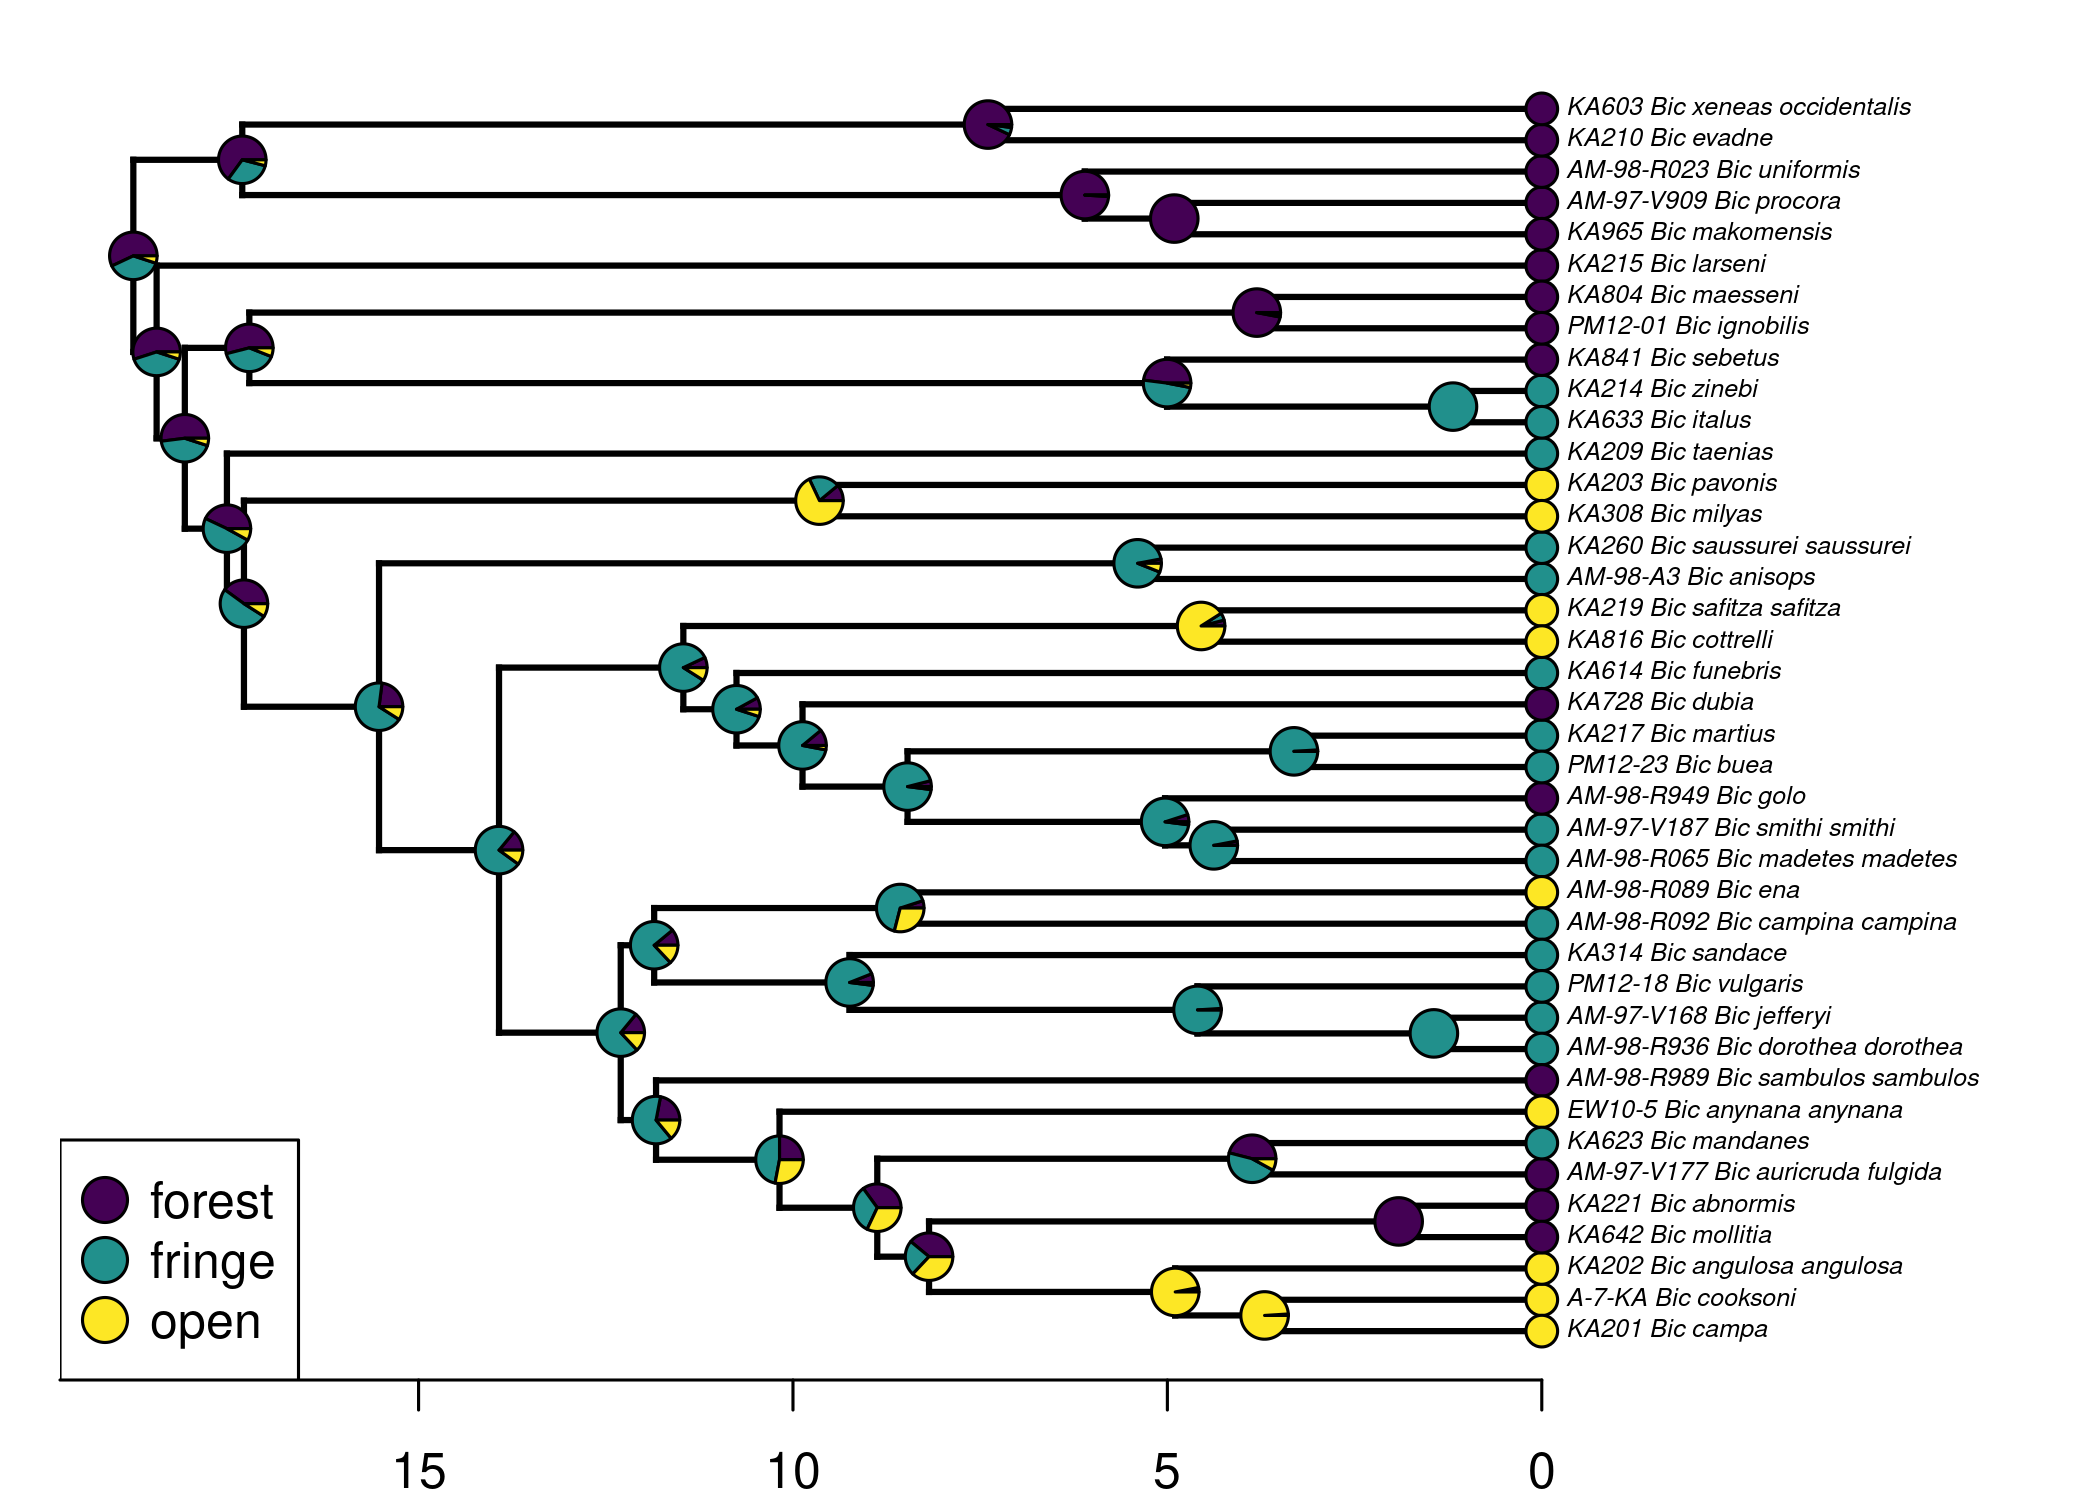 KA603 Bic xeneas occidentalis
KA210 Bic evadne
AM-98-R023 Bic uniformis
AM-97-V909 Bic procora
KA965 Bic makomensis
KA215 Bic larseni
KA804 Bic maesseni
PM12-01 Bic ignobilis
KA841 Bic sebetus
KA214 Bic zinebi
KA633 Bic italus
KA209 Bic taenias
KA203 Bic pavonis
KA308 Bic milyas
KA260 Bic saussurei saussurei
AM-98-A3 Bic anisops
KA219 Bic safitza safitza
KA816 Bic cottrelli
KA614 Bic funebris
KA728 Bic dubia
KA217 Bic martius
PM12-23 Bic buea
AM-98-R949 Bic golo
AM-97-V187 Bic smithi smithi
AM-98-R065 Bic madetes madetes
AM-98-R089 Bic ena
AM-98-R092 Bic campina campina
KA314 Bic sandace
PM12-18 Bic vulgaris
AM-97-V168 Bic jefferyi
AM-98-R936 Bic dorothea dorothea
AM-98-R989 Bic sambulos sambulos
EW10-5 Bic anynana anynana
KA623 Bic mandanes
AM-97-V177 Bic auricruda fulgida
KA221 Bic abnormis
KA642 Bic mollitia
KA202 Bic angulosa angulosa
A-7-KA Bic cooksoni
KA201 Bic campa
forest
fringe
open
15 10 5 0